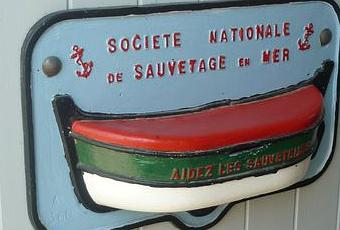 SOCIETE NATIONALE
DE SAUVETAGE EN MER
AIDEZ LES SAUVETEURS